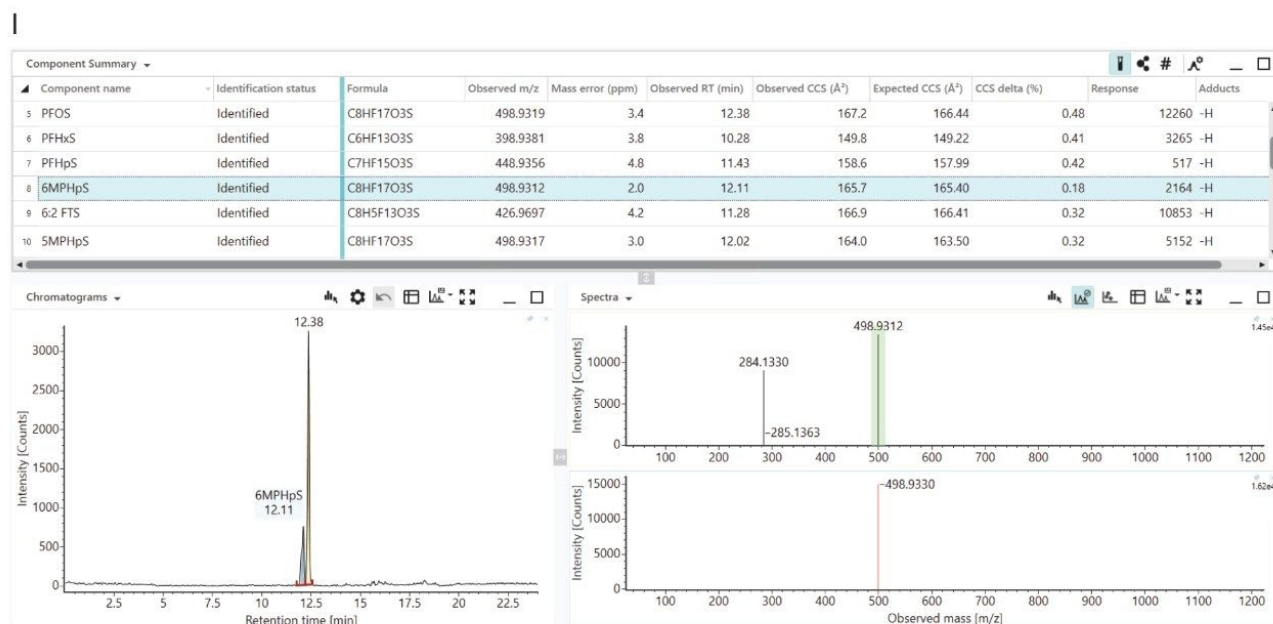 Component Summary
Component name Identification status Formula Observed m/z Mass error (ppm) Observed RT (min) Observed CCS (Å²) Expected CCS (Å²) CCS delta (%) Response Adducts
5 PFOS Identified C8HF17O3S 498.9319 3.4 12.38 167.2 166.44 0.48 12260 -H
6 PFHxS Identified C6HF13O3S 398.9381 3.8 10.28 149.8 149.22 0.41 3265 -H
7 PFHpS Identified C7HF15O3S 448.9356 4.8 11.43 158.6 157.99 0.42 517 -H
8 6MPHpS Identified C8HF17O3S 498.9312 2.0 12.11 165.7 165.40 0.18 2164 -H
9 6:2 FTS Identified C8H5F13O3S 426.9697 4.2 11.28 166.9 166.41 0.32 10853 -H
10 5MPHpS Identified C8HF17O3S 498.9317 3.0 12.02 164.0 163.50 0.32 5152 -H
Chromatograms
12.38
6MPHpS
12.11
Intensity [Counts]
3000
2500
2000
1500
1000
500
0
2.5 5 7.5 10 12.5 15 17.5 20 22.5
Retention time [min]
Spectra
1.45e4
498.9312
284.1330
-285.1363
Intensity [Counts]
10000
5000
0
100 200 300 400 500 600 700 800 900 1000 1100 1200
1.62e4
-498.9330
Intensity [Counts]
15000
10000
5000
0
100 200 300 400 500 600 700 800 900 1000 1100 1200
Observed mass [m/z]